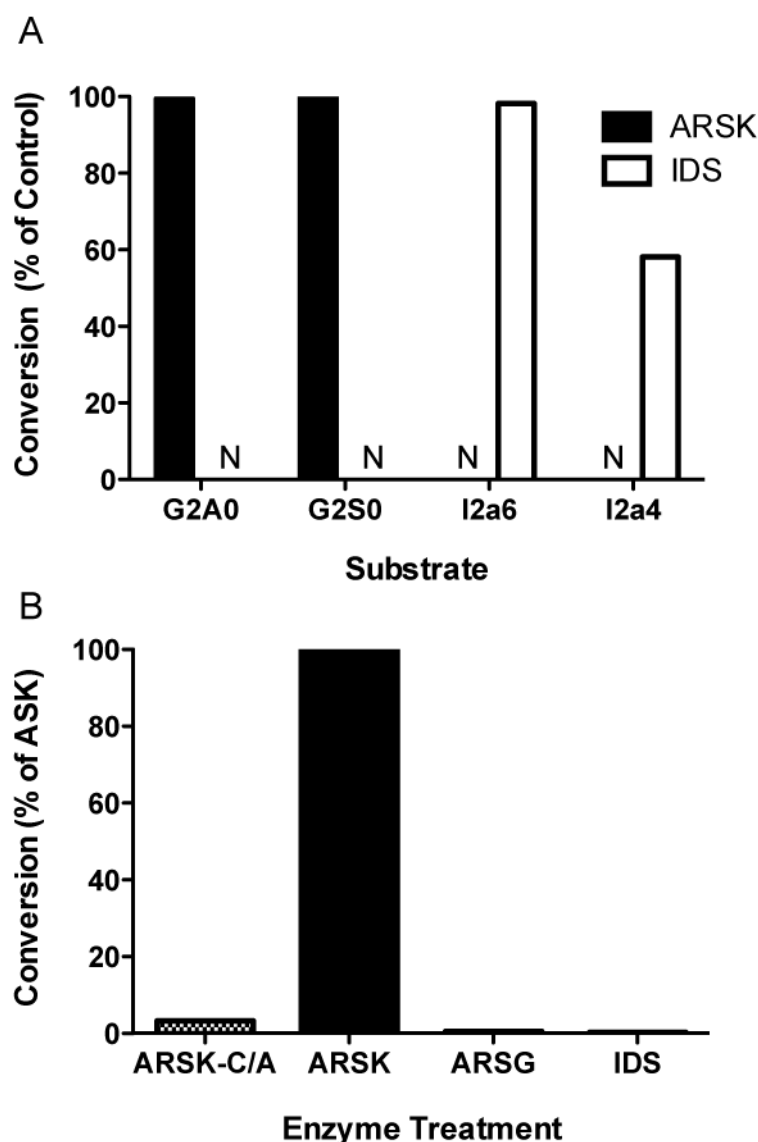 A
Conversion (% of Control)
100
80
60
40
20
0
ARSK
IDS
N
N
N
N
G2A0
G2S0
I2a6
I2a4
Substrate
B
Conversion (% of ASK)
100
80
60
40
20
0
ARSK-C/A
ARSK
ARSG
IDS
Enzyme Treatment